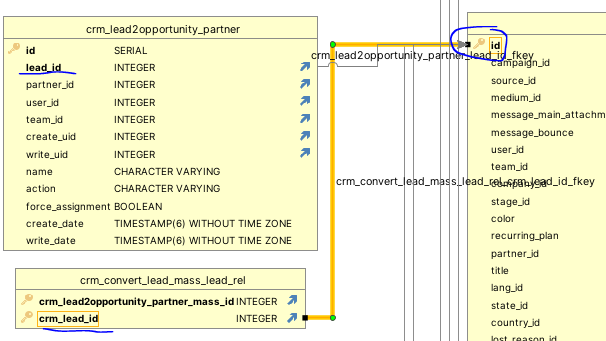 crm_lead2opportunity_partner
id SERIAL
lead_id INTEGER
partner_id INTEGER
user_id INTEGER
team_id INTEGER
create_uid INTEGER
write_uid INTEGER
name CHARACTER VARYING
action CHARACTER VARYING
force_assignment BOOLEAN
create_date TIMESTAMP(6) WITHOUT TIME ZONE
write_date TIMESTAMP(6) WITHOUT TIME ZONE
crm_convert_lead_mass_lead_rel
crm_lead2opportunity_partner_mass_id INTEGER
crm_lead_id INTEGER
crm_lead2opportunity_partner_lead_id_fkey
crm_convert_lead_mass_lead_rel_crm_lead_id_fkey
id
campaign_id
source_id
medium_id
message_main_attachm
message_bounce
user_id
team_id
company_id
stage_id
color
recurring_plan
partner_id
title
lang_id
state_id
country_id
lost_reason_id